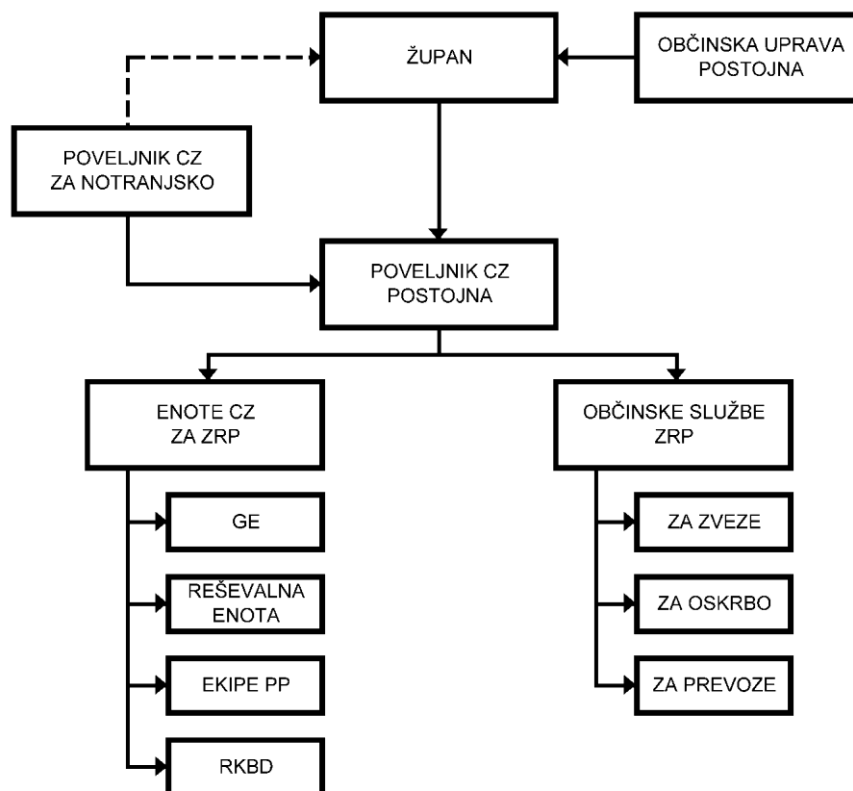 ŽUPAN
OBČINSKA UPRAVA
POSTOJNA
POVELJNIK CZ
ZA NOTRANJSKO
POVELJNIK CZ
POSTOJNA
ENOTE CZ
ZA ZRP
OBČINSKE SLUŽBE
ZRP
GE
REŠEVALNA
ENOTA
EKIPE PP
RKBD
ZA ZVEZE
ZA OSKRBO
ZA PREVOZE